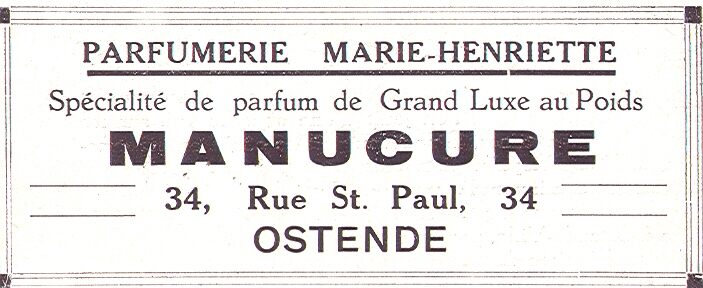 PARFUMERIE MARIE-HENRIETTE
Spécialité de parfum de Grand Luxe au Poids
MANUCURE
34, Rue St. Paul, 34
OSTENDE